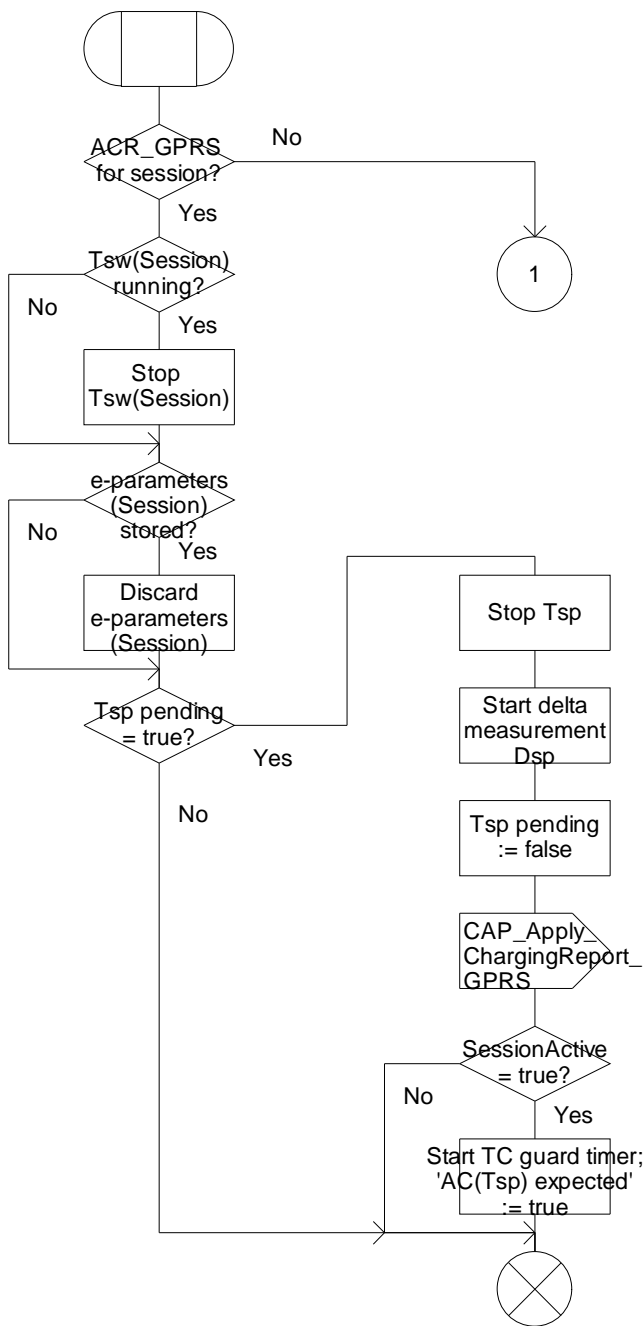 ACR_GPRS
for session?
No
Yes
1
Tsw(Session)
running?
No
Yes
Stop
Tsw(Session)
e-parameters
(Session)
stored?
No
Yes
Discard
e-parameters
(Session)
Tsp pending
= true?
Yes
No
Stop Tsp
Start delta
measurement
Dsp
Tsp pending
:= false
CAP_Apply_
ChargingReport_
GPRS
SessionActive
= true?
No
Yes
Start TC guard timer;
'AC(Tsp) expected'
:= true